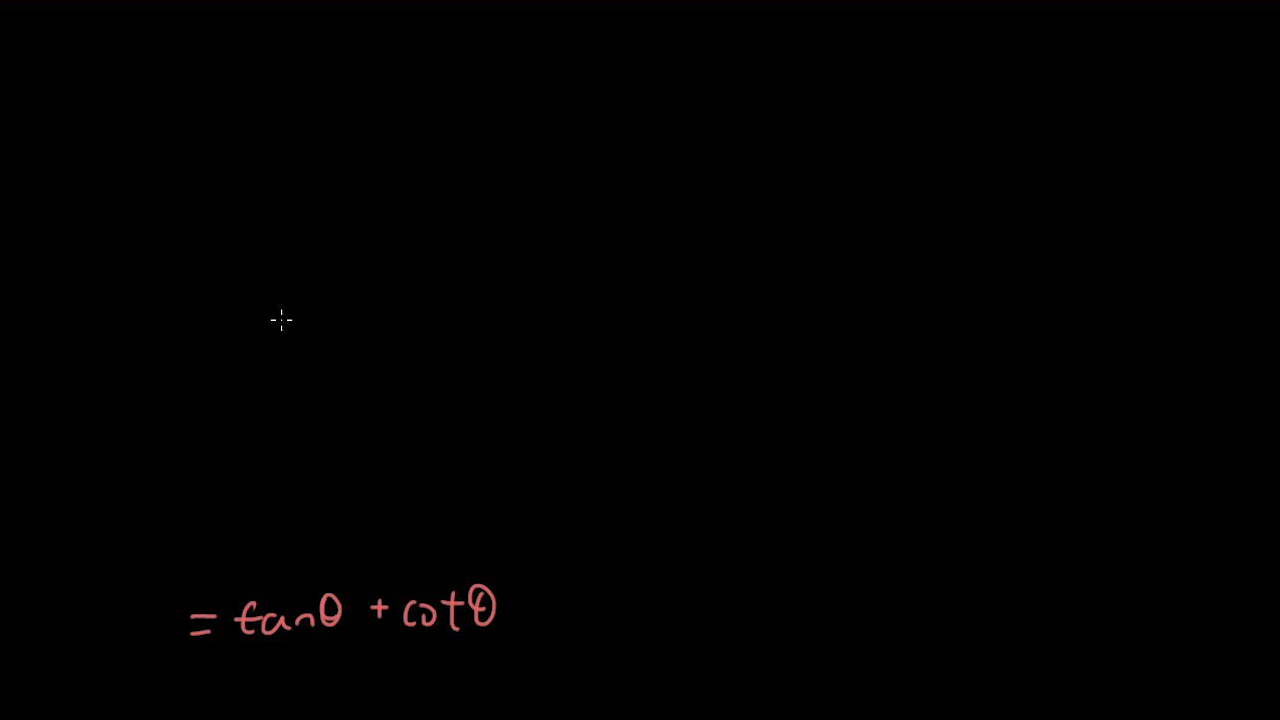 = tanθ + cotθ